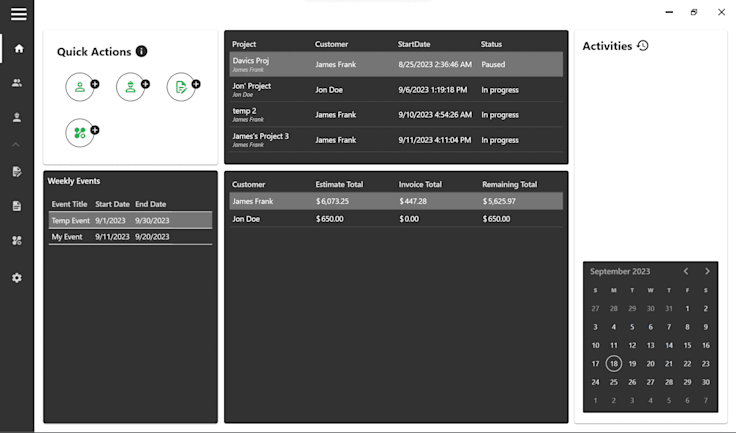 Quick Actions
Project Customer StartDate Status
Davics Proj
James Frank
James Frank 8/25/2023 2:36:46 AM Paused
Jon' Project
Jon Doe
Jon Doe 9/6/2023 1:19:18 PM In progress
temp 2
James Frank
James Frank 9/10/2023 4:54:26 AM In progress
James's Project 3
James Frank
James Frank 9/11/2023 4:11:04 PM In progress
Activities
Weekly Events
Event Title Start Date End Date
Temp Event 9/1/2023 9/30/2023
My Event 9/11/2023 9/20/2023
Customer Estimate Total Invoice Total Remaining Total
James Frank $ 6,073.25 $ 447.28 $ 5,625.97
Jon Doe $ 650.00 $ 0.00 $ 650.00
September 2023
S M T W T F S
27 28 29 30 31 1 2
3 4 5 6 7 8 9
10 11 12 13 14 15 16
17 18 19 20 21 22 23
24 25 26 27 28 29 30
1 2 3 4 5 6 7